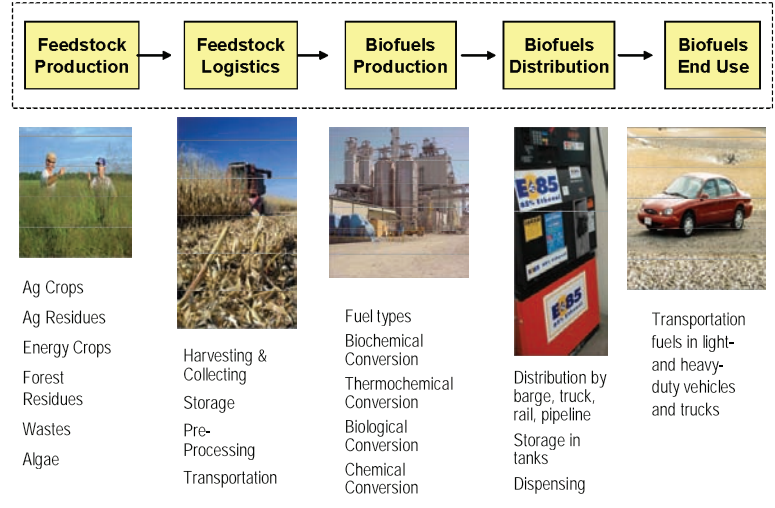 Feedstock
Production
Feedstock
Logistics
Biofuels
Production
Biofuels
Distribution
Biofuels
End Use
Ag Crops
Ag Residues
Energy Crops
Forest
Residues
Wastes
Algae
Harvesting &
Collecting
Storage
Pre-
Processing
Transportation
Fuel types
Biochemical
Conversion
Thermochemical
Conversion
Biological
Conversion
Chemical
Conversion
E85
85% Ethanol
E85
85% Ethanol
Distribution by
barge, truck,
rail, pipeline
Storage in
tanks
Dispensing
Transportation
fuels in light-
and heavy-
duty vehicles
and trucks